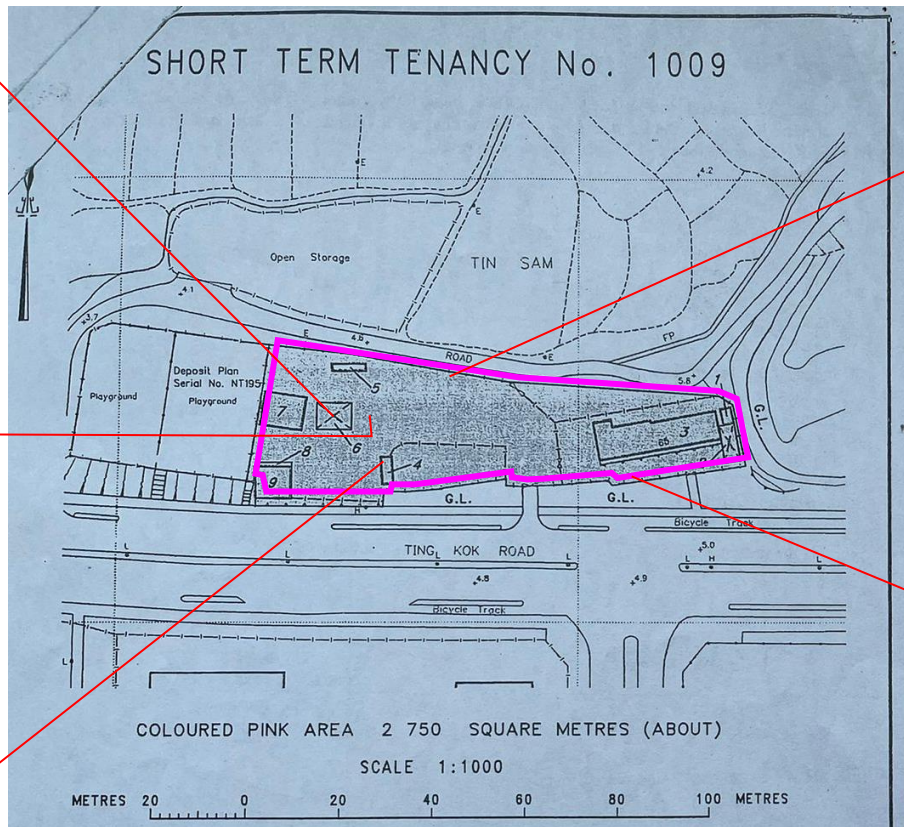 SHORT TERM TENANCY No. 1009
E
4.2
E
Open Storage
TIN SAM
4.1
3.7
E
4.6
ROAD
E
FP
Deposit Plan
Serial No. NT195
Playground
Playground
5
5.8
1
G.L.
7
6
3
65
8
4
9
H
G.L.
G.L.
Bicycle Track
TING KOK ROAD
L
L
L
L
5.0
L
H
L
4.8
4.9
Bicycle Track
L
COLOURED PINK AREA 2 750 SQUARE METRES (ABOUT)
SCALE 1:1000
METRES 20 0 20 40 60 80 100 METRES